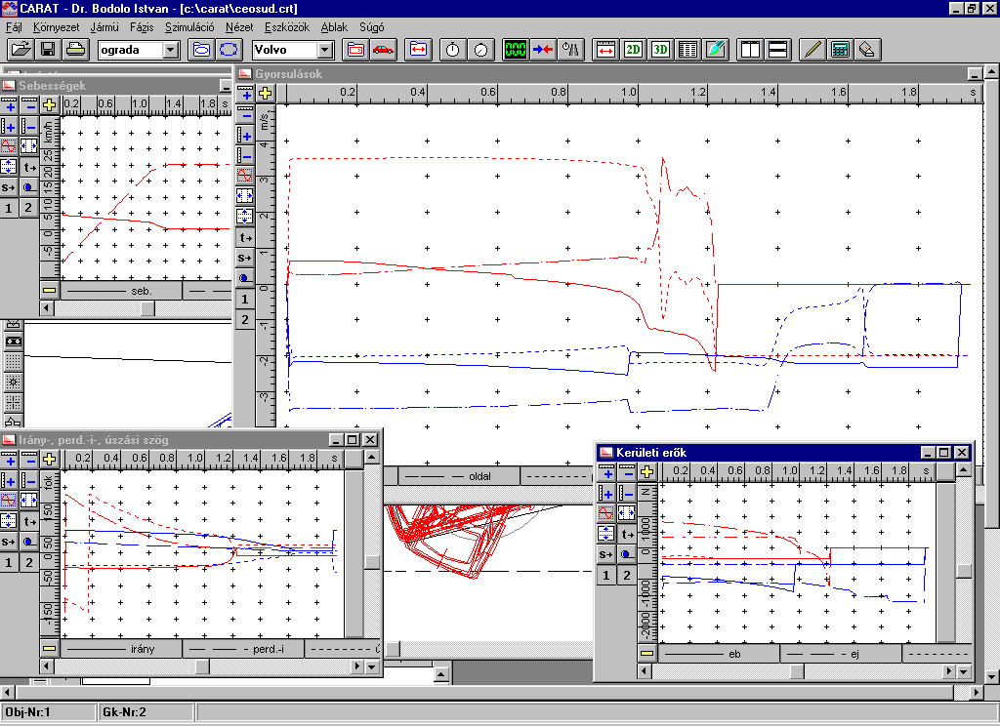 CARAT - Dr. Bodolo Istvan - [c:\carat\ceosud.crt]
Fájl Környezet Jármü Fázis Szimuláció Nézet Eszközök Ablak Súgó
ograda Volvo 2D 3D
Sebességek
0.2 0.6 1.0 1.4 1.8 s
km/h 25 20 15 10 5 0 -5
t→
s→
1 2
seb.
Gyorsulások
0.2 0.4 0.6 0.8 1.0 1.2 1.4 1.6 1.8 s
m/s, 4 3 2 1 0 -1 -2 -3
t→
s→
1
2
oldal
Irány-, perd.-i-, úszási szög
0.2 0.4 0.6 0.8 1.0 1.2 1.4 1.6 1.8 s
fok 150 50 0 -50 -150
t→
s→
1 2
irány perd.-i ú
Kerületi erők
0.2 0.4 0.6 0.8 1.0 1.2 1.4 1.6 1.8 s
N 1000 0 -1000 -2000
t→
s→
1 2
eb ej
Obj-Nr:1 Gk-Nr:2